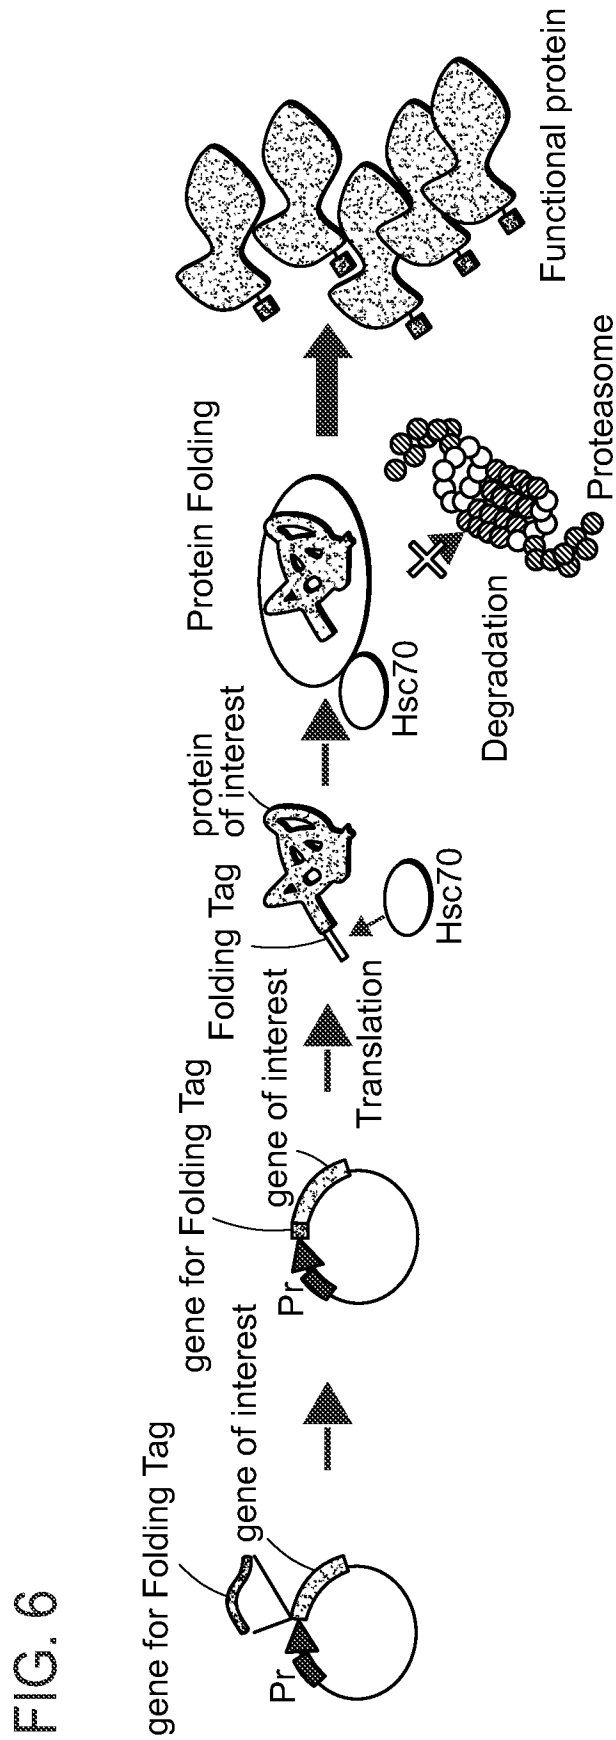 FIG. 6
gene for Folding Tag
gene of interest
Pr
gene for Folding Tag
gene of interest
Pr
Translation
Folding Tag
protein
of interest
Hsc70
Protein Folding
Hsc70
Degradation
Proteasome
Functional protein